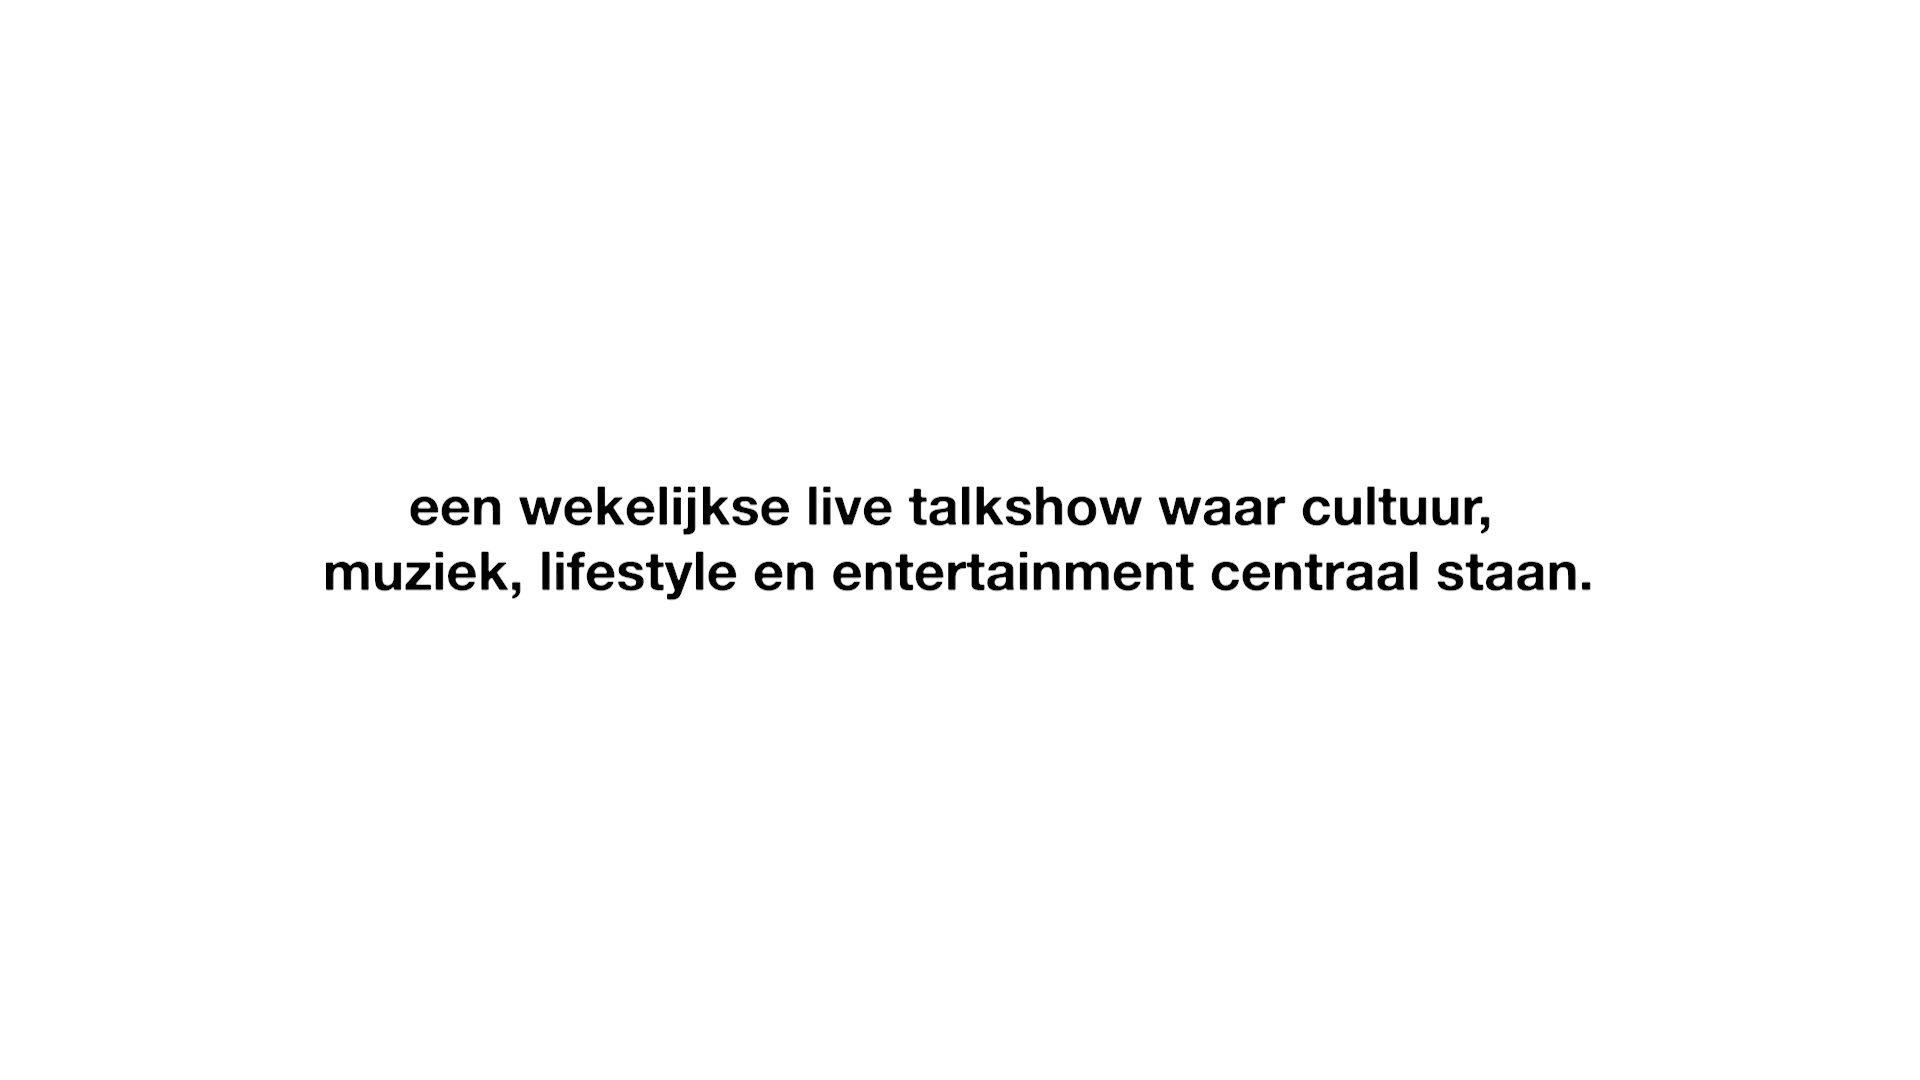 een wekelijkse live talkshow waar cultuur,
muziek, lifestyle en entertainment centraal staan.